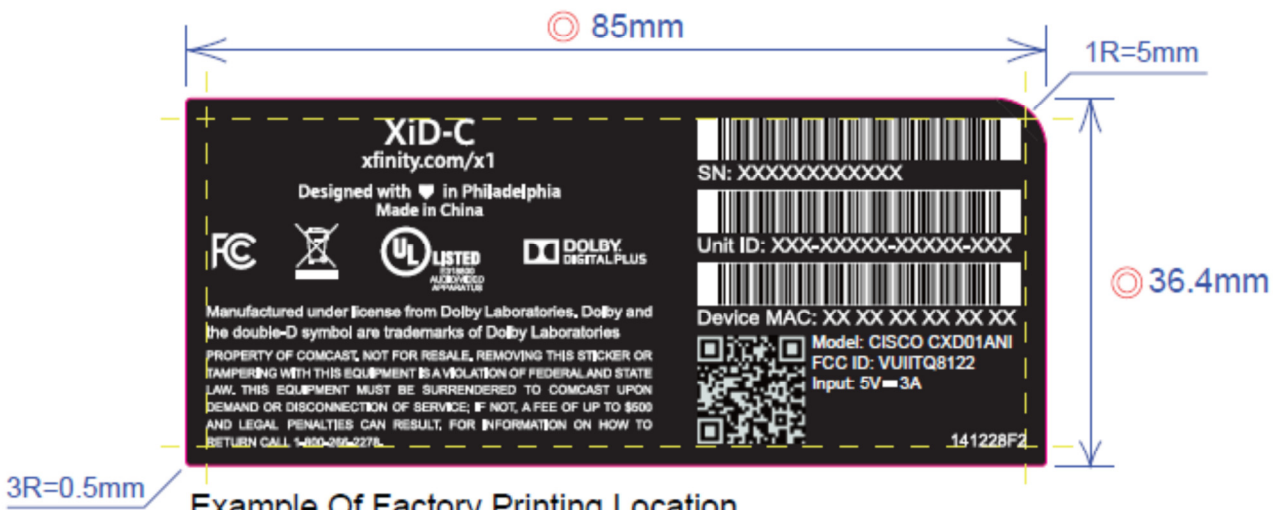 85mm
1R=5mm
XiD-C
xfinity.com/x1
Designed with in Philadelphia
Made in China
FC
UL
LISTED
AUDIO/VIDEO
APPARATUS
DOLBY.
DIGITAL PLUS
Manufactured under license from Dolby Laboratories. Dolby and
the double-D symbol are trademarks of Dolby Laboratories
PROPERTY OF COMCAST, NOT FOR RESALE. REMOVING THIS STICKER OR
TAMPERING WITH THIS EQUIPMENT IS A VIOLATION OF FEDERAL AND STATE
LAW. THIS EQUIPMENT MUST BE SURRENDERED TO COMCAST UPON
DEMAND OR DISCONNECTION OF SERVICE; IF NOT, A FEE OF UP TO $500
AND LEGAL PENALTIES CAN RESULT. FOR INFORMATION ON HOW TO
RETURN CALL 1-800-266-2278.
SN: XXXXXXXXXXXX
Unit ID: XXX-XXXXX-XXXXX-XXX
Device MAC: XX XX XX XX XX XX
Model: CISCO CXD01ANI
FCC ID: VUIITQ8122
Input: 5V⎓3A
141228F2
36.4mm
3R=0.5mm
Example Of Factory Printing Location